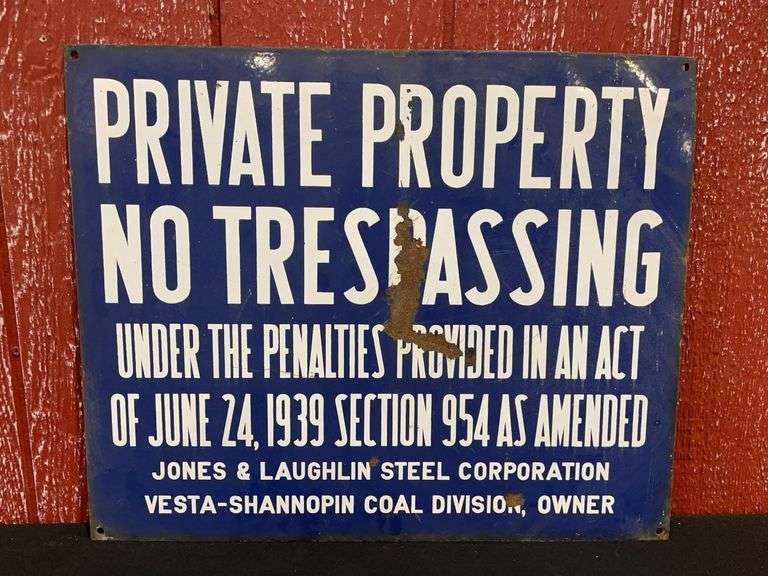 PRIVATE PROPERTY
NO TRESPASSING
UNDER THE PENALTIES PROVIDED IN AN ACT
OF JUNE 24, 1939 SECTION 954 AS AMENDED
JONES & LAUGHLIN STEEL CORPORATION
VESTA-SHANNOPIN COAL DIVISION, OWNER